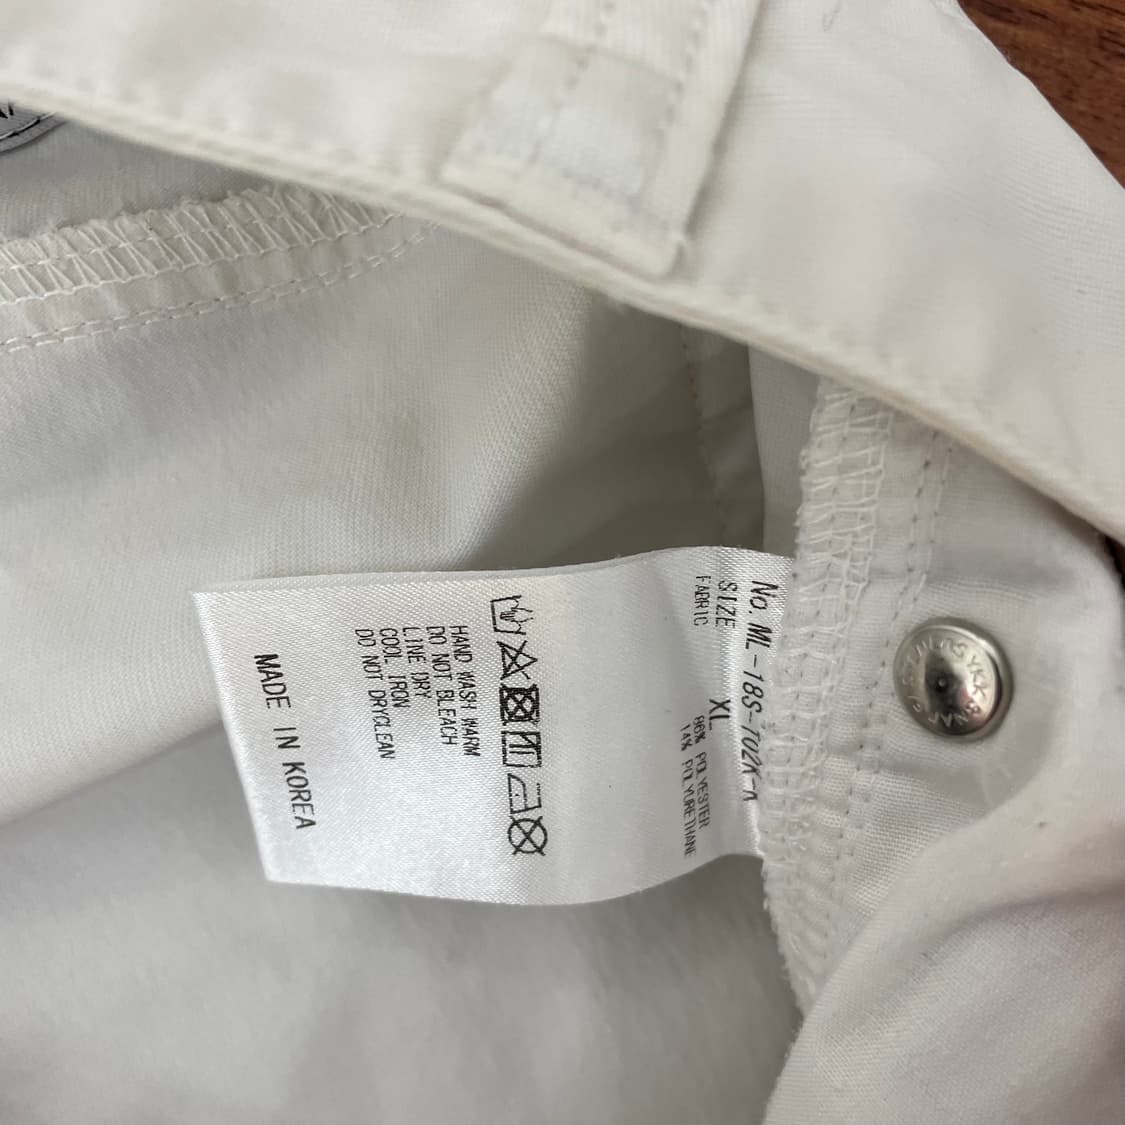 No. ML-18S-T02K-A
SIZE XL
FABRIC 86% POLYESTER
14% POLYURETHANE
HAND WASH WARM
DO NOT BLEACH
LINE DRY
COOL IRON
DO NOT DRYCLEAN
MADE IN KOREA
YKK